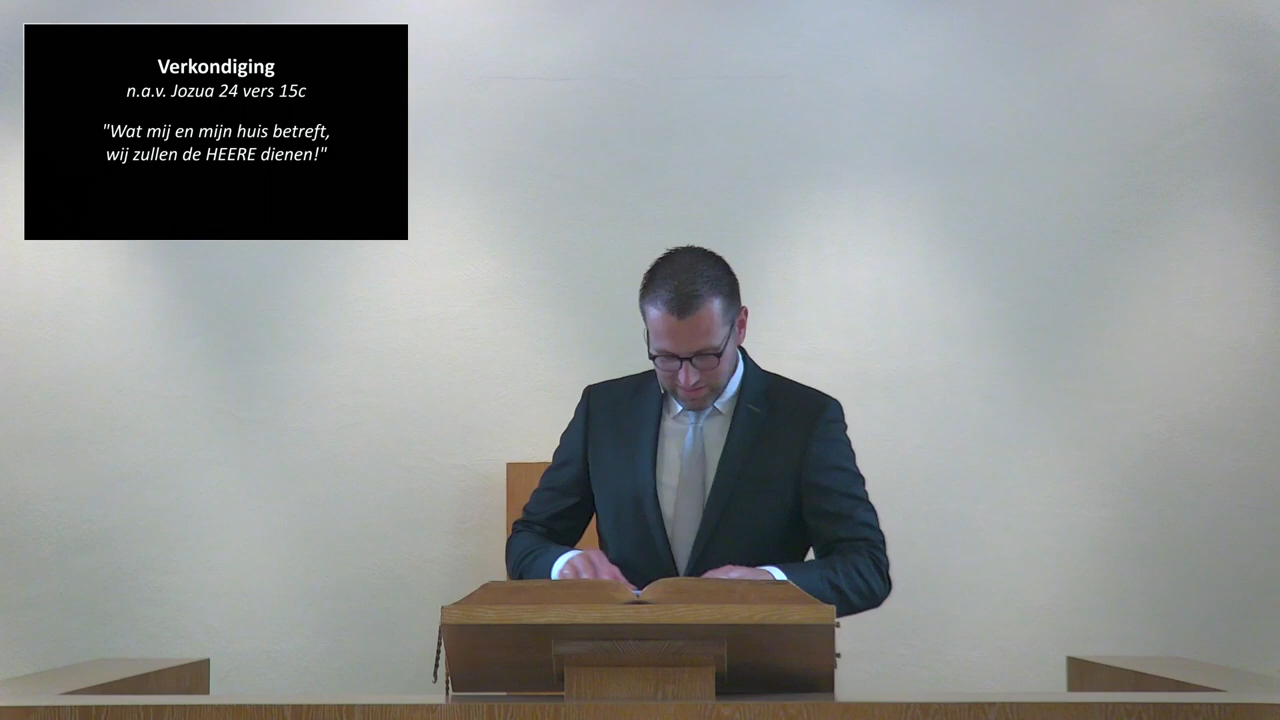 Verkondiging
n.a.v. Jozua 24 vers 15c
"Wat mij en mijn huis betreft,
wij zullen de HEERE dienen!"